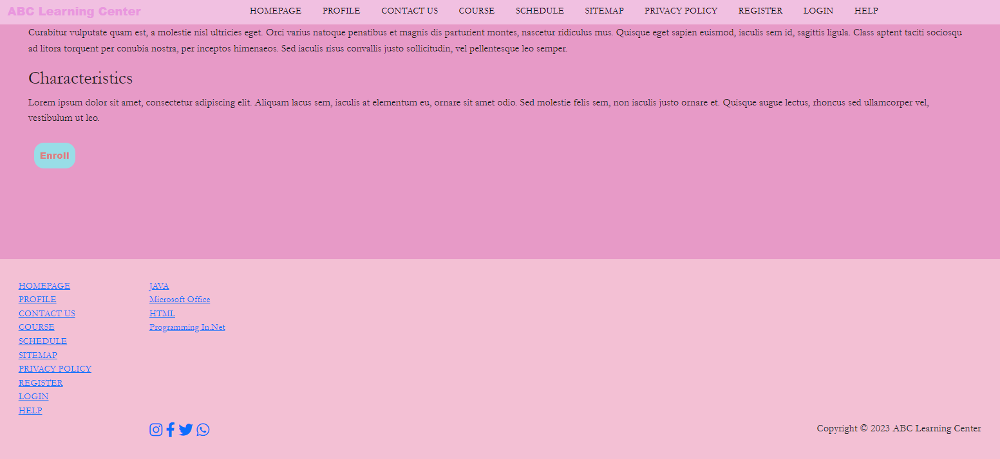 ABC Learning Center
HOMEPAGE PROFILE CONTACT US COURSE SCHEDULE SITEMAP PRIVACY POLICY REGISTER LOGIN HELP
Curabitur vulputate quam est, a molestie nisl ultricies eget. Orci varius natoque penatibus et magnis dis parturient montes, nascetur ridiculus mus. Quisque eget sapien euismod, iaculis sem id, sagittis ligula. Class aptent taciti sociosqu
ad litora torquent per conubia nostra, per inceptos himenaeos. Sed iaculis risus convallis justo sollicitudin, vel pellentesque leo semper.
Characteristics
Lorem ipsum dolor sit amet, consectetur adipiscing elit. Aliquam lacus sem, iaculis at elementum eu, ornare sit amet odio. Sed molestie felis sem, non iaculis justo ornare et. Quisque augue lectus, rhoncus sed ullamcorper vel,
vestibulum ut leo.
Enroll
HOMEPAGE
PROFILE
CONTACT US
COURSE
SCHEDULE
SITEMAP
PRIVACY POLICY
REGISTER
LOGIN
HELP
JAVA
Microsoft Office
HTML
Programming In.Net
Copyright © 2023 ABC Learning Center